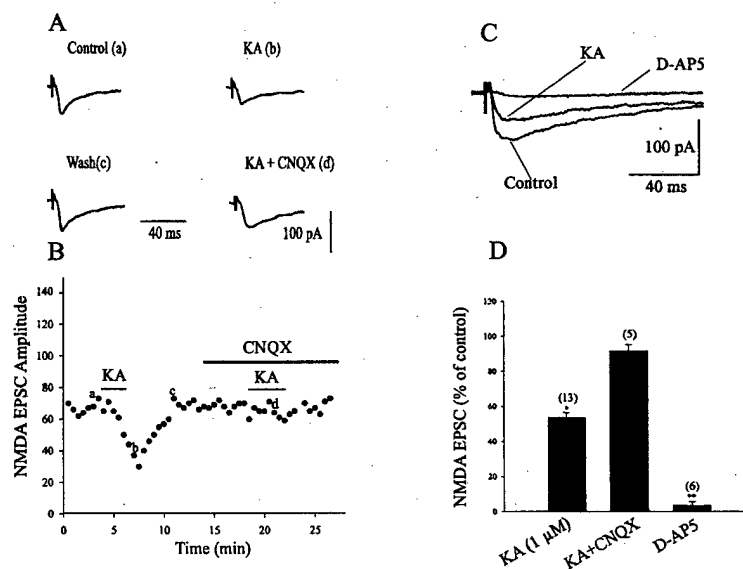 A
Control (a)
KA (b)
Wash(c)
KA + CNQX (d)
40 ms
100 pA
C
KA
D-AP5
Control
100 pA
40 ms
B
NMDA EPSC Amplitude
140
120
100
80
60
40
20
0
0
5
10
15
20
25
Time (min)
CNQX
KA
KA
a
b
c
d
D
NMDA EPSC (% of control)
120
100
80
60
40
20
0
(13)
*
(5)
(6)
**
KA (1 μM)
KA+CNQX
D-AP5